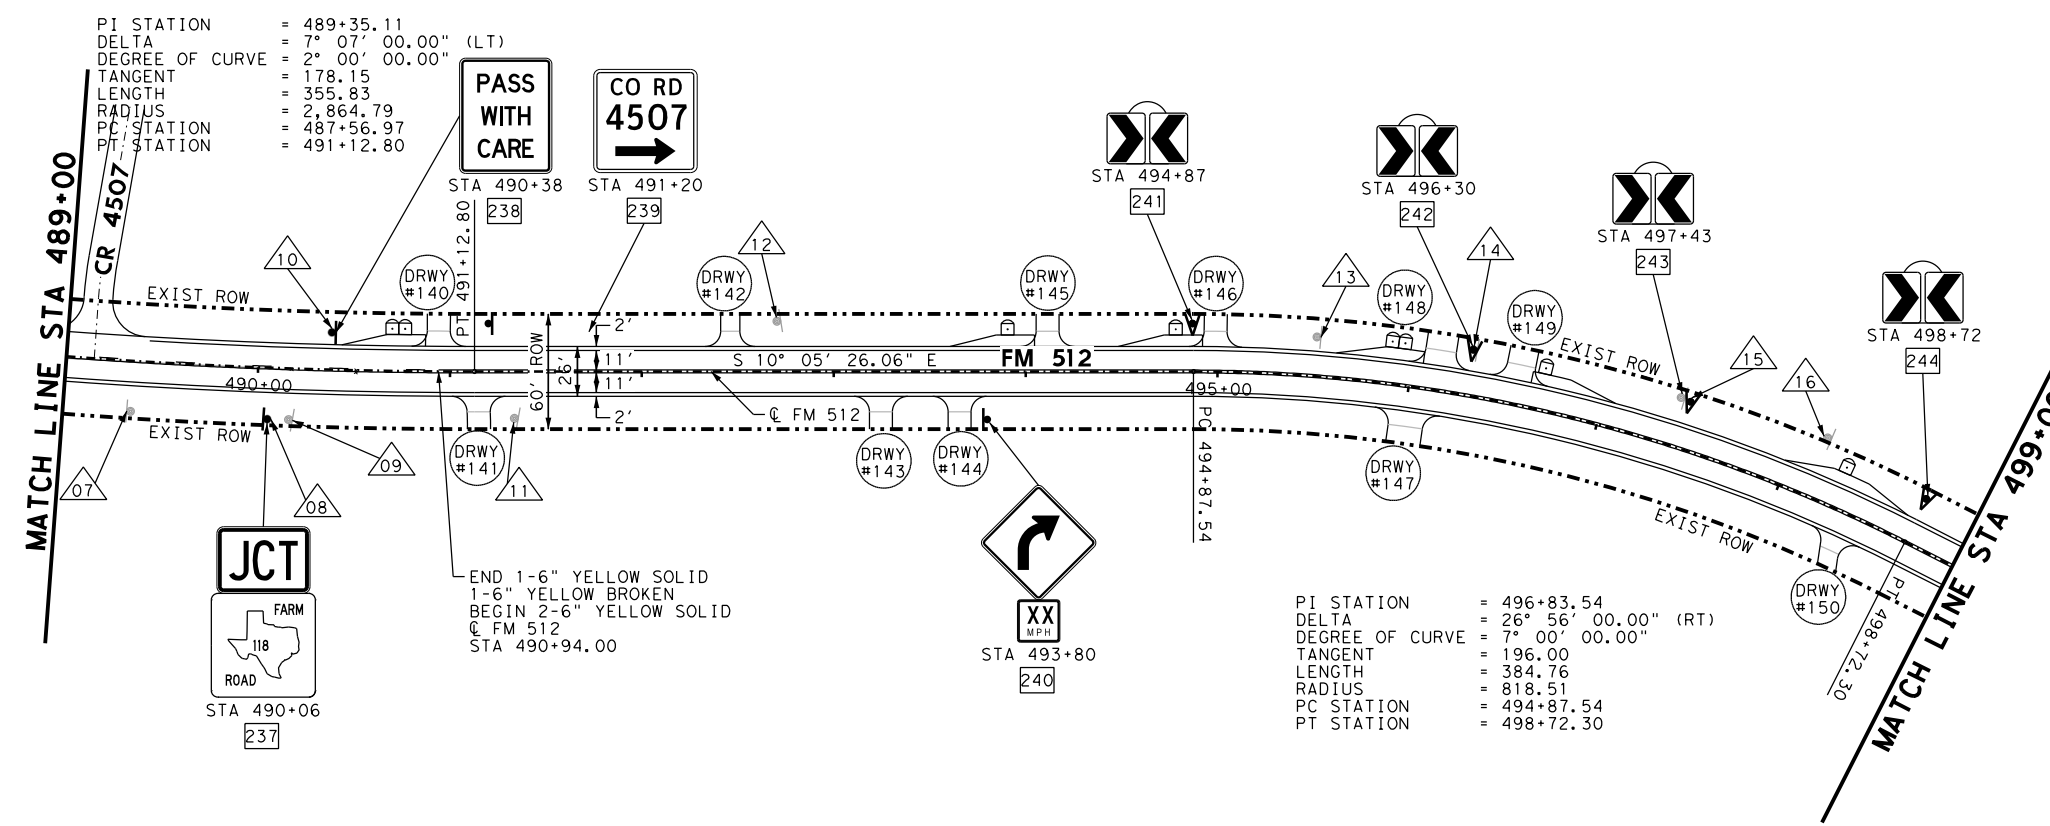 PI STATION = 489+35.11
DELTA = 7° 07' 00.00" (LT)
DEGREE OF CURVE = 2° 00' 00.00"
TANGENT = 178.15
LENGTH = 355.83
RADIUS = 2,864.79
PC STATION = 487+56.97
PT STATION = 491+12.80
PASS
WITH
CARE
STA 490+38
238
CO RD
4507
STA 491+20
239
STA 494+87
241
STA 496+30
242
STA 497+43
243
STA 498+72
244
MATCH LINE STA 489+00
CR 4507
EXIST ROW
10
DRWY
#140
PT 491+12.80
DRWY
#142
12
DRWY
#145
DRWY
#146
13
DRWY
#148
14
DRWY
#149
EXIST ROW
15
16
60' ROW
26'
2'
11'
11'
2'
S 10° 05' 26.06" E
FM 512
490+00
495+00
℄ FM 512
EXIST ROW
07
08
09
DRWY
#141
11
DRWY
#143
DRWY
#144
PC 494+87.54
DRWY
#147
EXIST ROW
DRWY
#150
PT 498+72.30
MATCH LINE STA 499+00
JCT
FARM
118
ROAD
STA 490+06
237
END 1-6" YELLOW SOLID
1-6" YELLOW BROKEN
BEGIN 2-6" YELLOW SOLID
℄ FM 512
STA 490+94.00
XX
MPH
STA 493+80
240
PI STATION = 496+83.54
DELTA = 26° 56' 00.00" (RT)
DEGREE OF CURVE = 7° 00' 00.00"
TANGENT = 196.00
LENGTH = 384.76
RADIUS = 818.51
PC STATION = 494+87.54
PT STATION = 498+72.30